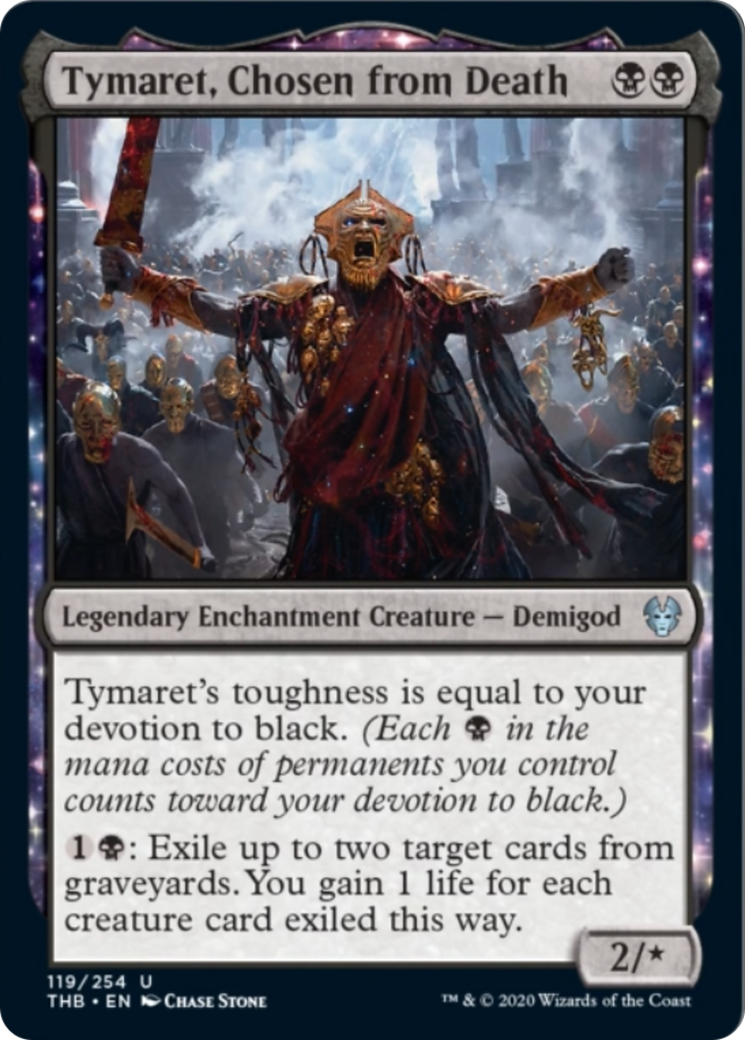 Tymaret, Chosen from Death
Legendary Enchantment Creature — Demigod
Tymaret's toughness is equal to your
devotion to black. (Each in the
mana costs of permanents you control
counts toward your devotion to black.)
1 : Exile up to two target cards from
graveyards. You gain 1 life for each
creature card exiled this way.
2/★
119/254 U
THB • EN Chase Stone
™ & © 2020 Wizards of the Coast